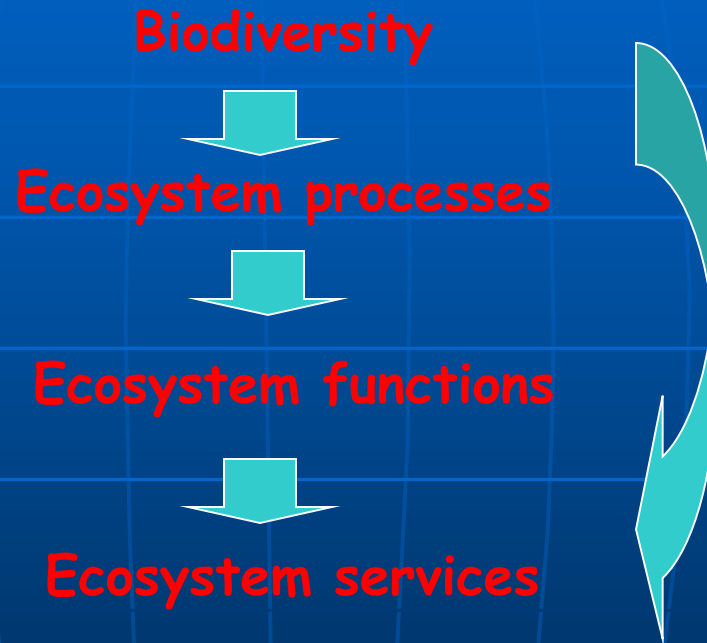 Biodiversity
Ecosystem processes
Ecosystem functions
Ecosystem services